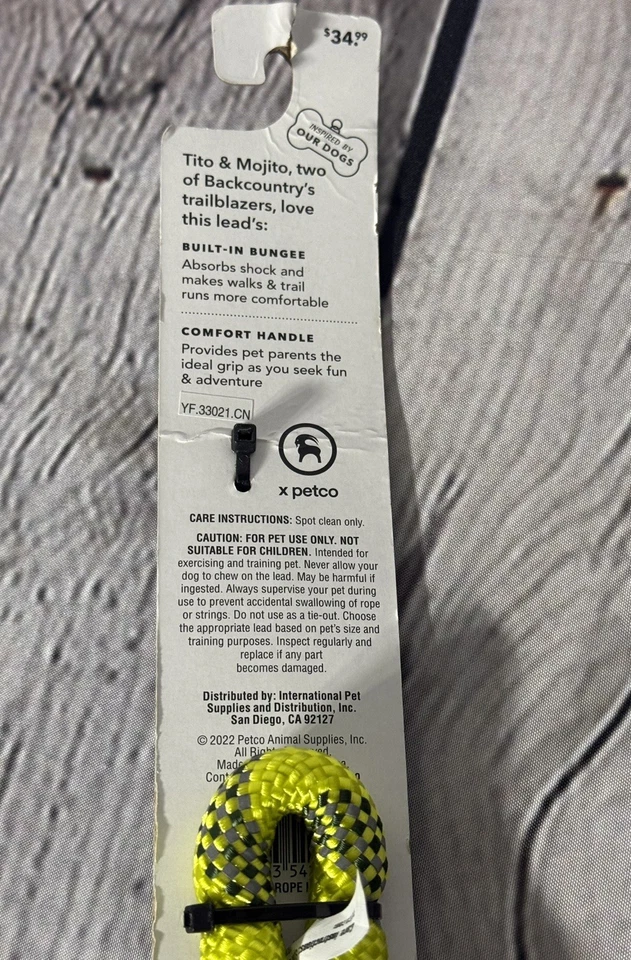 $34.99
INSPIRED BY
OUR DOGS
Tito & Mojito, two
of Backcountry's
trailblazers, love
this lead's:
BUILT-IN BUNGEE
Absorbs shock and
makes walks & trail
runs more comfortable
COMFORT HANDLE
Provides pet parents the
ideal grip as you seek fun
& adventure
YF.33021.CN
x petco
CARE INSTRUCTIONS: Spot clean only.
CAUTION: FOR PET USE ONLY. NOT
SUITABLE FOR CHILDREN. Intended for
exercising and training pet. Never allow your
dog to chew on the lead. May be harmful if
ingested. Always supervise your pet during
use to prevent accidental swallowing of rope
or strings. Do not use as a tie-out. Choose
the appropriate lead based on pet's size and
training purposes. Inspect regularly and
replace if any part
becomes damaged.
Distributed by: International Pet
Supplies and Distribution, Inc.
San Diego, CA 92127
© 2022 Petco Animal Supplies, Inc.
All
Made
3 54
ROPE